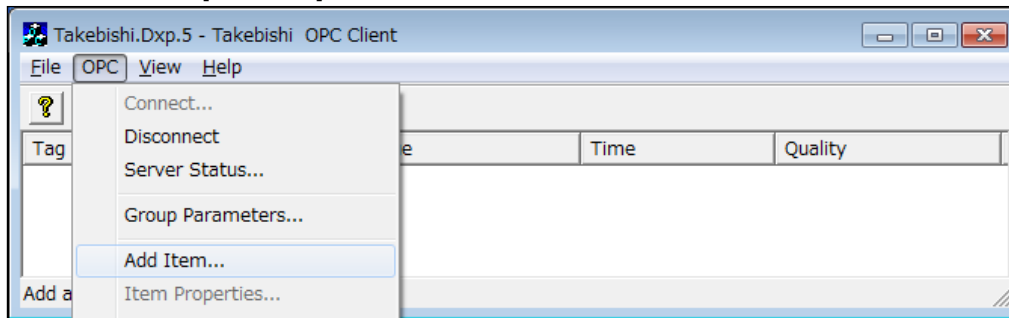 Takebishi.Dxp.5 - Takebishi OPC Client
File OPC View Help
Connect...
Disconnect
Tag e Time Quality
Server Status...
Group Parameters...
Add Item...
Add a
Item Properties...